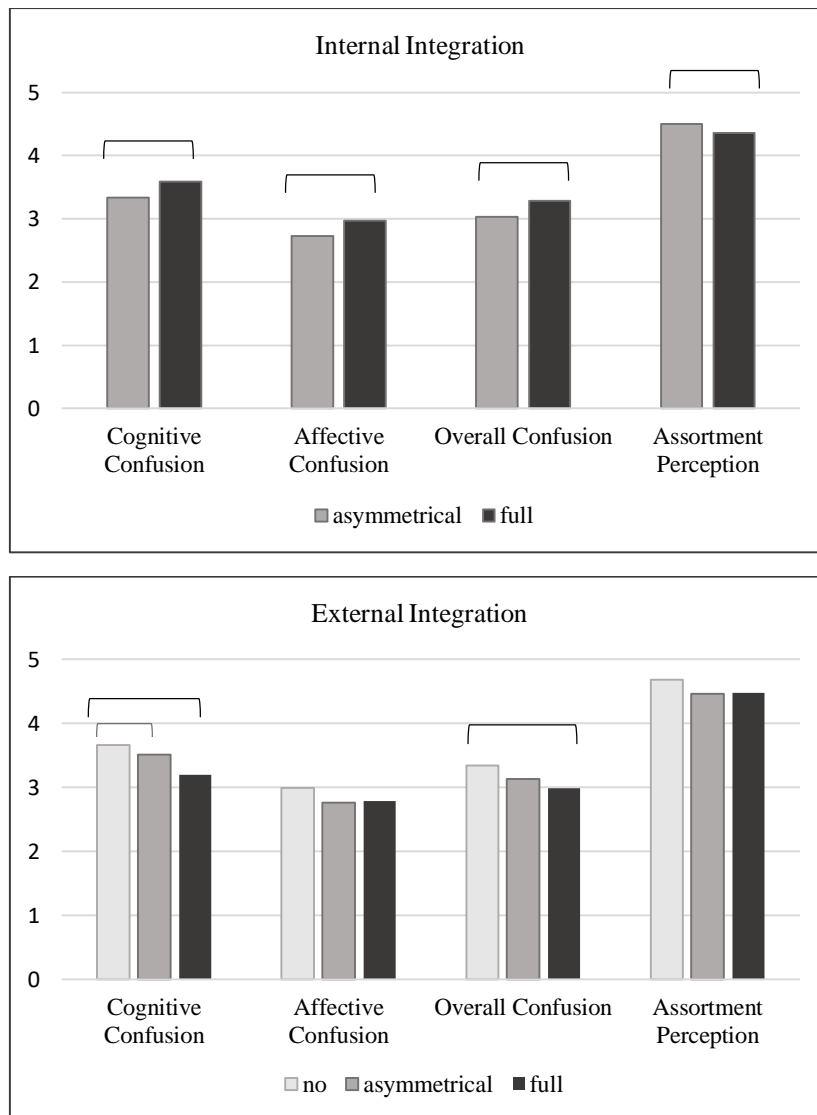 Internal Integration
5
4
3
2
1
0
Cognitive Confusion
Affective Confusion
Overall Confusion
Assortment Perception
asymmetrical full
External Integration
5
4
3
2
1
0
Cognitive Confusion
Affective Confusion
Overall Confusion
Assortment Perception
no asymmetrical full